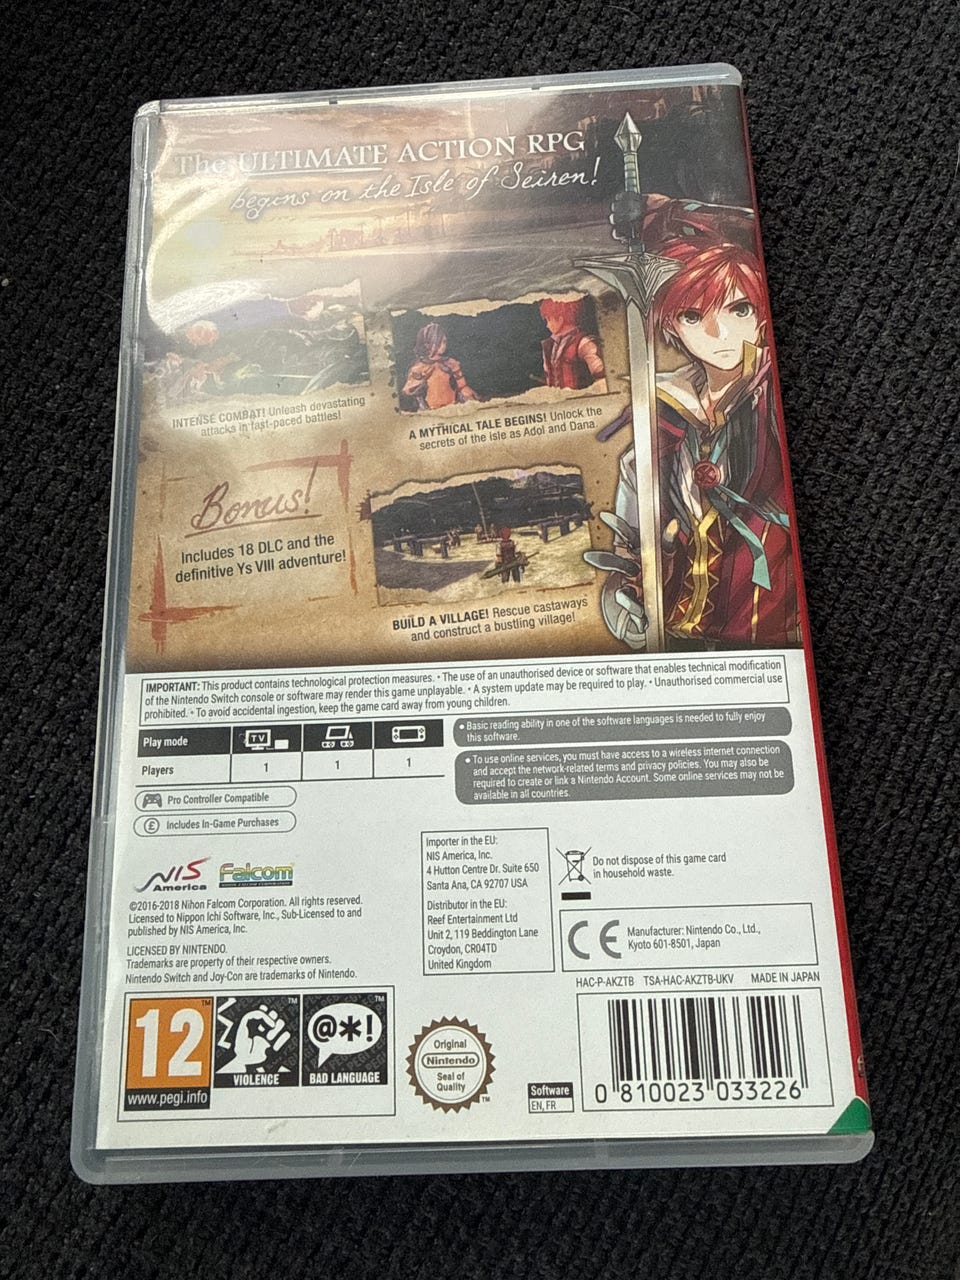 The ULTIMATE ACTION RPG
begins on the Isle of Seiren!
INTENSE COMBAT! Unleash devastating
attacks in fast-paced battles!
A MYTHICAL TALE BEGINS! Unlock the
secrets of the isle as Adol and Dana.
Bonus!
Includes 18 DLC and the
definitive Ys VIII adventure!
BUILD A VILLAGE! Rescue castaways
and construct a bustling village!
IMPORTANT: This product contains technological protection measures. • The use of an unauthorised device or software that enables technical modification
of the Nintendo Switch console or software may render this game unplayable. • A system update may be required to play. • Unauthorised commercial use
prohibited. • To avoid accidental ingestion, keep the game card away from young children.
Play mode
TV
Players
1
1
1
• Basic reading ability in one of the software languages is needed to fully enjoy
this software.
• To use online services, you must have access to a wireless internet connection
and accept the network-related terms and privacy policies. You may also be
required to create or link a Nintendo Account. Some online services may not be
available in all countries.
Pro Controller Compatible
£ Includes In-Game Purchases
NIS
America
Falcom
NIHON FALCOM CORPORATION
©2016-2018 Nihon Falcom Corporation. All rights reserved.
Licensed to Nippon Ichi Software, Inc., Sub-Licensed to and
published by NIS America, Inc.
LICENSED BY NINTENDO.
Trademarks are property of their respective owners.
Nintendo Switch and Joy-Con are trademarks of Nintendo.
Importer in the EU:
NIS America, Inc.
4 Hutton Centre Dr. Suite 650
Santa Ana, CA 92707 USA
Distributor in the EU:
Reef Entertainment Ltd
Unit 2, 119 Beddington Lane
Croydon, CR04TD
United Kingdom
Do not dispose of this game card
in household waste.
CE
Manufacturer: Nintendo Co., Ltd.,
Kyoto 601-8501, Japan
HAC-P-AKZTB TSA-HAC-AKZTB-UKV MADE IN JAPAN
12
™
www.pegi.info
™
VIOLENCE
™
@*!
BAD LANGUAGE
Original
Nintendo
Seal of
Quality
™
Software
EN, FR
0 810023 033226